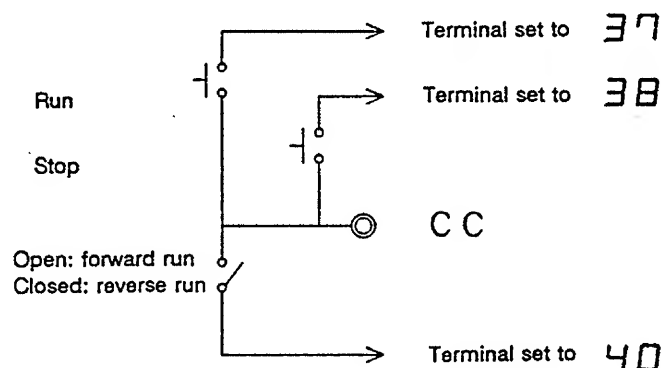 Terminal set to 37
Run
Terminal set to 38
Stop
CC
Open: forward run
Closed: reverse run
Terminal set to 40